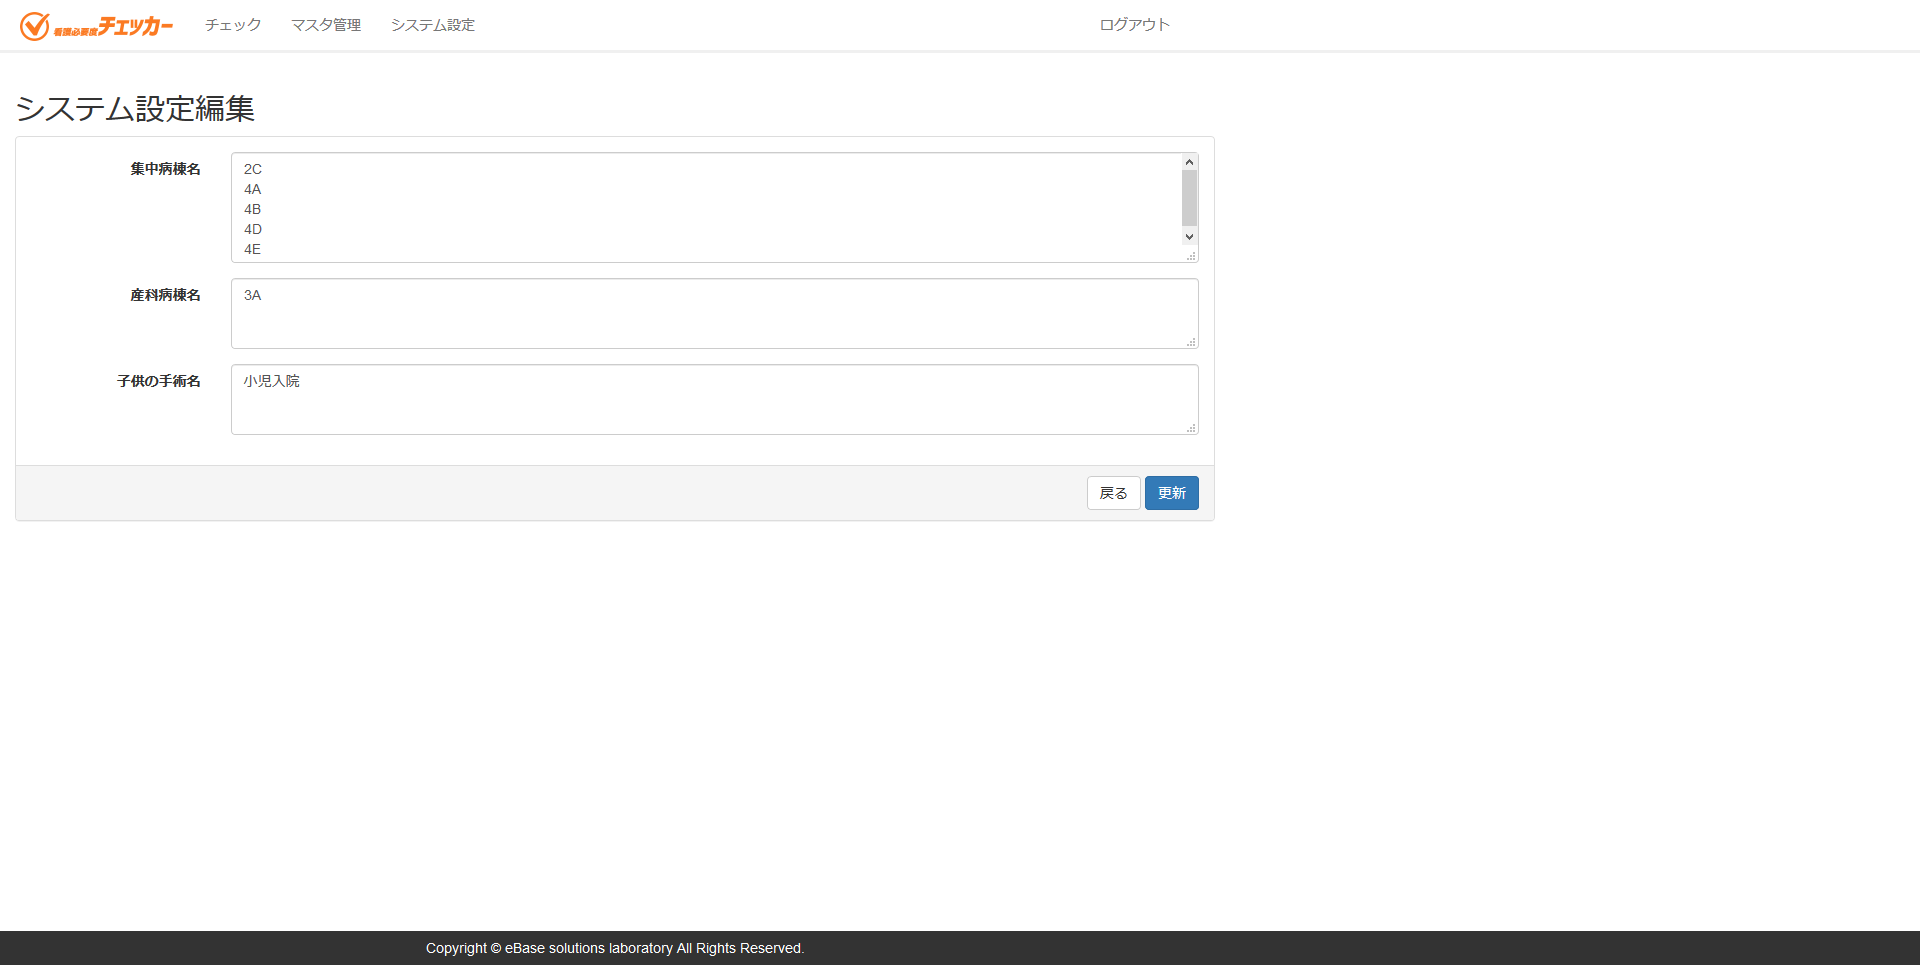 看護必要度チェッカー
チェック
マスタ管理
システム設定
ログアウト
システム設定編集
集中病棟名
2C
4A
4B
4D
4E
産科病棟名
3A
子供の手術名
小児入院
戻る
更新
Copyright © eBase solutions laboratory All Rights Reserved.